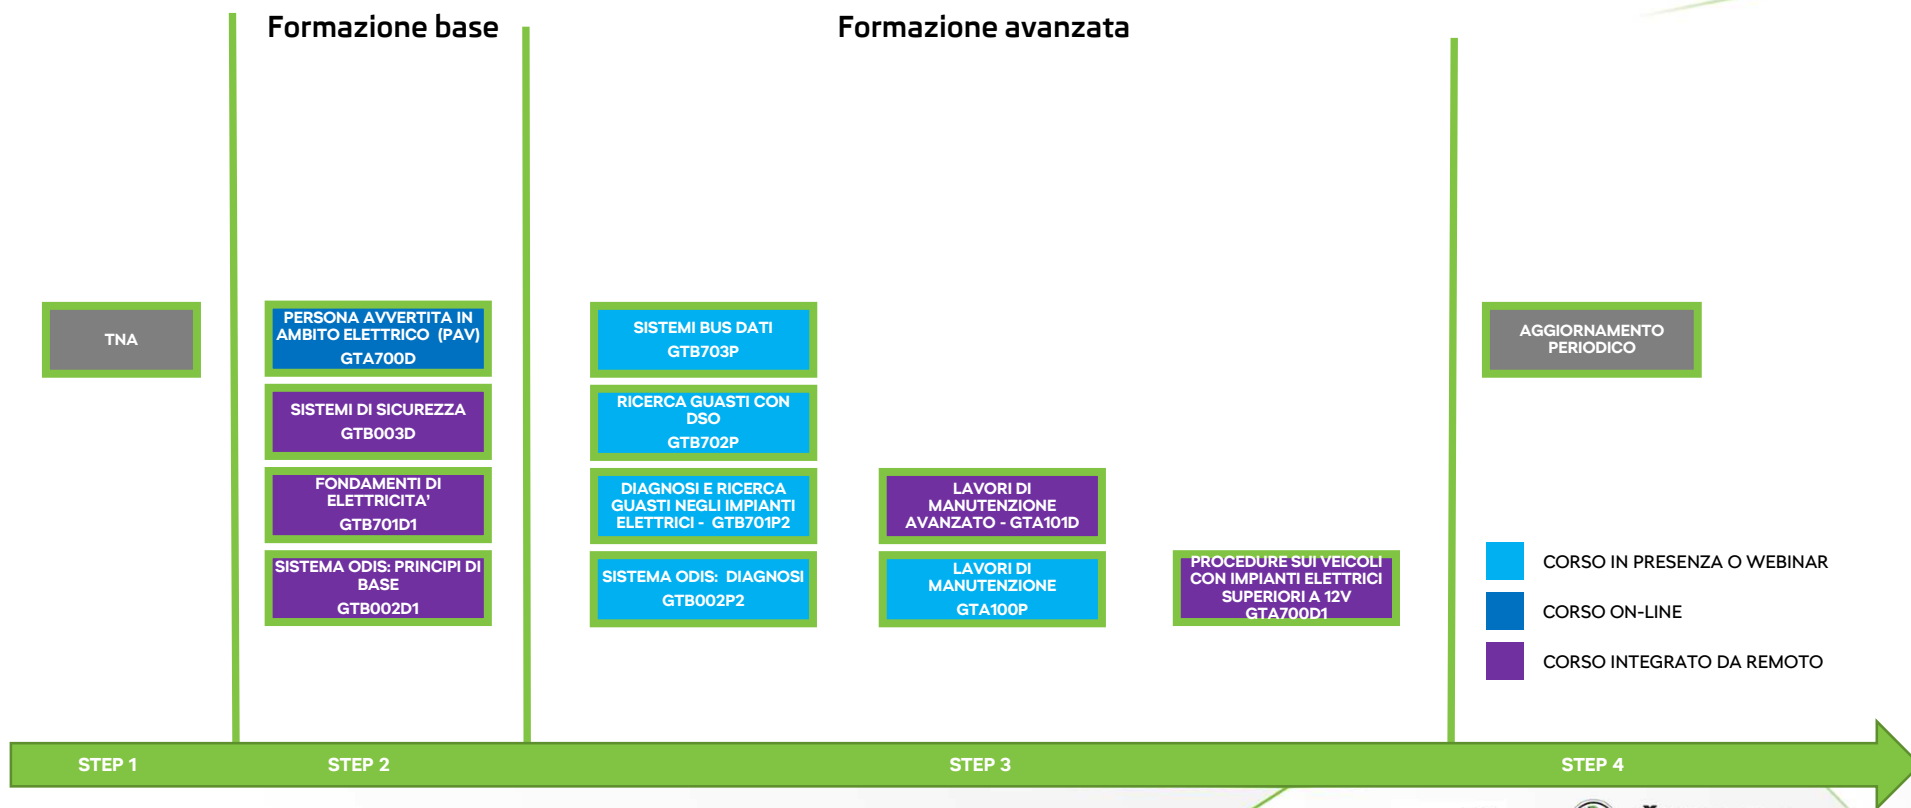 Formazione base
Formazione avanzata
TNA
PERSONA AVVERTITA IN
AMBITO ELETTRICO (PAV)
GTA700D
SISTEMI DI SICUREZZA
GTB003D
FONDAMENTI DI
ELETTRICITA'
GTB701D1
SISTEMA ODIS: PRINCIPI DI
BASE
GTB002D1
SISTEMI BUS DATI
GTB703P
RICERCA GUASTI CON
DSO
GTB702P
DIAGNOSI E RICERCA
GUASTI NEGLI IMPIANTI
ELETTRICI - GTB701P2
SISTEMA ODIS: DIAGNOSI
GTB002P2
LAVORI DI
MANUTENZIONE
AVANZATO - GTA101D
LAVORI DI
MANUTENZIONE
GTA100P
PROCEDURE SUI VEICOLI
CON IMPIANTI ELETTRICI
SUPERIORI A 12V
GTA700D1
AGGIORNAMENTO
PERIODICO
CORSO IN PRESENZA O WEBINAR
CORSO ON-LINE
CORSO INTEGRATO DA REMOTO
STEP 1
STEP 2
STEP 3
STEP 4